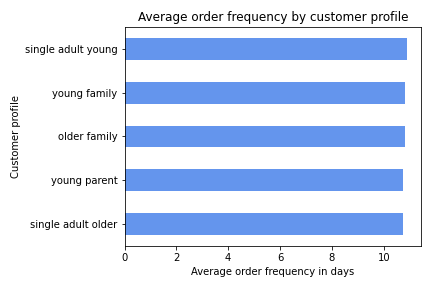 Average order frequency by customer profile
Customer profile
single adult young
young family
older family
young parent
single adult older
0 2 4 6 8 10
Average order frequency in days